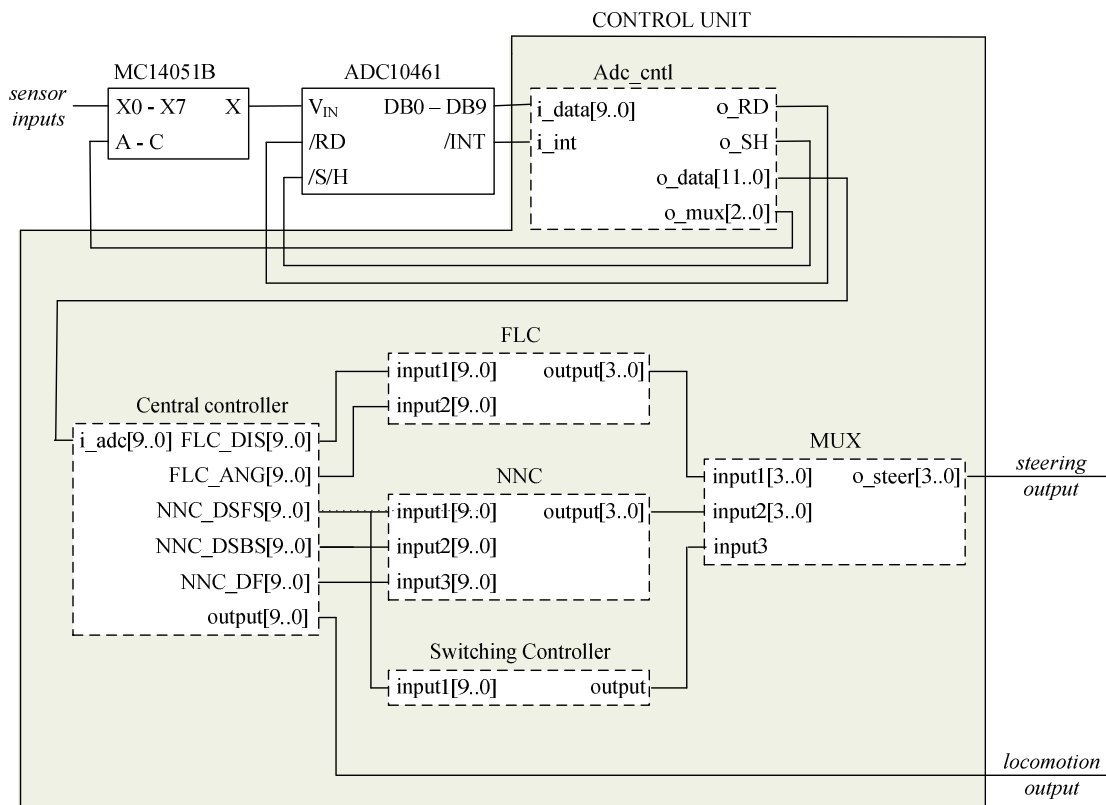 CONTROL UNIT
MC14051B
ADC10461
Adc_cntl
sensor
inputs
X0 - X7 X
A - C
VIN DB0 – DB9
/RD /INT
/S/H
i_data[9..0] o_RD
i_int o_SH
o_data[11..0]
o_mux[2..0]
FLC
input1[9..0] output[3..0]
input2[9..0]
Central controller
i_adc[9..0] FLC_DIS[9..0]
FLC_ANG[9..0]
NNC_DSFS[9..0]
NNC_DSBS[9..0]
NNC_DF[9..0]
output[9..0]
NNC
input1[9..0] output[3..0]
input2[9..0]
input3[9..0]
MUX
input1[3..0] o_steer[3..0]
input2[3..0]
input3
steering
output
Switching Controller
input1[9..0] output
locomotion
output